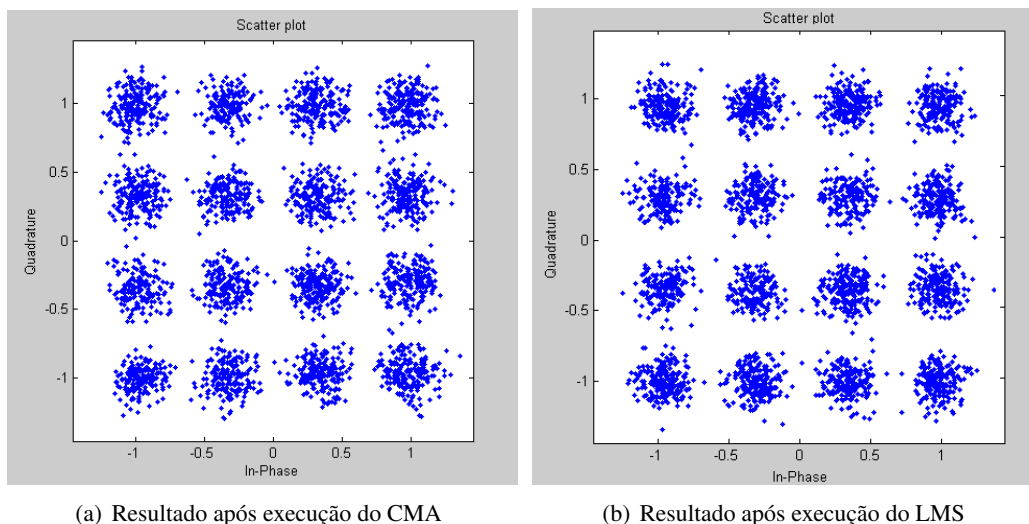 Scatter plot
1
0.5
0
-0.5
-1
Quadrature
-1
-0.5
0
0.5
1
In-Phase
(a) Resultado após execução do CMA
Scatter plot
1
0.5
0
-0.5
-1
Quadrature
-1
-0.5
0
0.5
1
In-Phase
(b) Resultado após execução do LMS